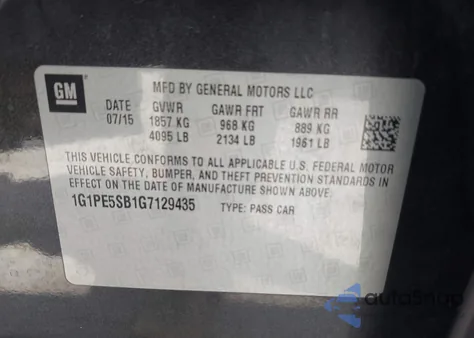 GM
MFD BY GENERAL MOTORS LLC
DATE GVWR GAWR FRT GAWR RR
07/15 1857 KG 968 KG 889 KG
4095 LB 2134 LB 1961 LB
THIS VEHICLE CONFORMS TO ALL APPLICABLE U.S. FEDERAL MOTOR
VEHICLE SAFETY, BUMPER, AND THEFT PREVENTION STANDARDS IN
EFFECT ON THE DATE OF MANUFACTURE SHOWN ABOVE.
1G1PE5SB1G7129435 TYPE: PASS CAR
autoSnap